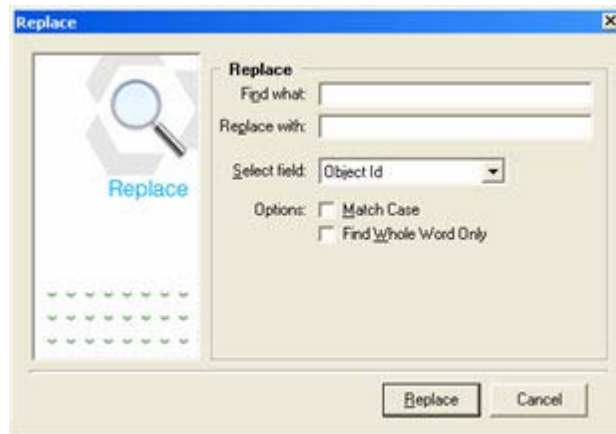 Replace
Replace
Find what:
Replace with:
Replace
Select field: Object Id
Options: Match Case
Find Whole Word Only
Replace Cancel